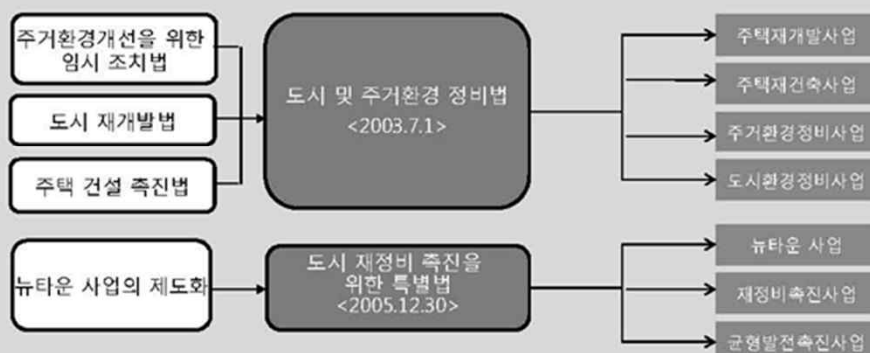 주거환경개선을 위한
임시 조치법
도시 재개발법
주택 건설 촉진법
도시 및 주거환경 정비법
<2003.7.1>
주택재개발사업
주택재건축사업
주거환경정비사업
도시환경정비사업
뉴타운 사업의 제도화
도시 재정비 촉진을
위한 특별법
<2005.12.30>
뉴타운 사업
재정비촉진사업
균형발전촉진사업